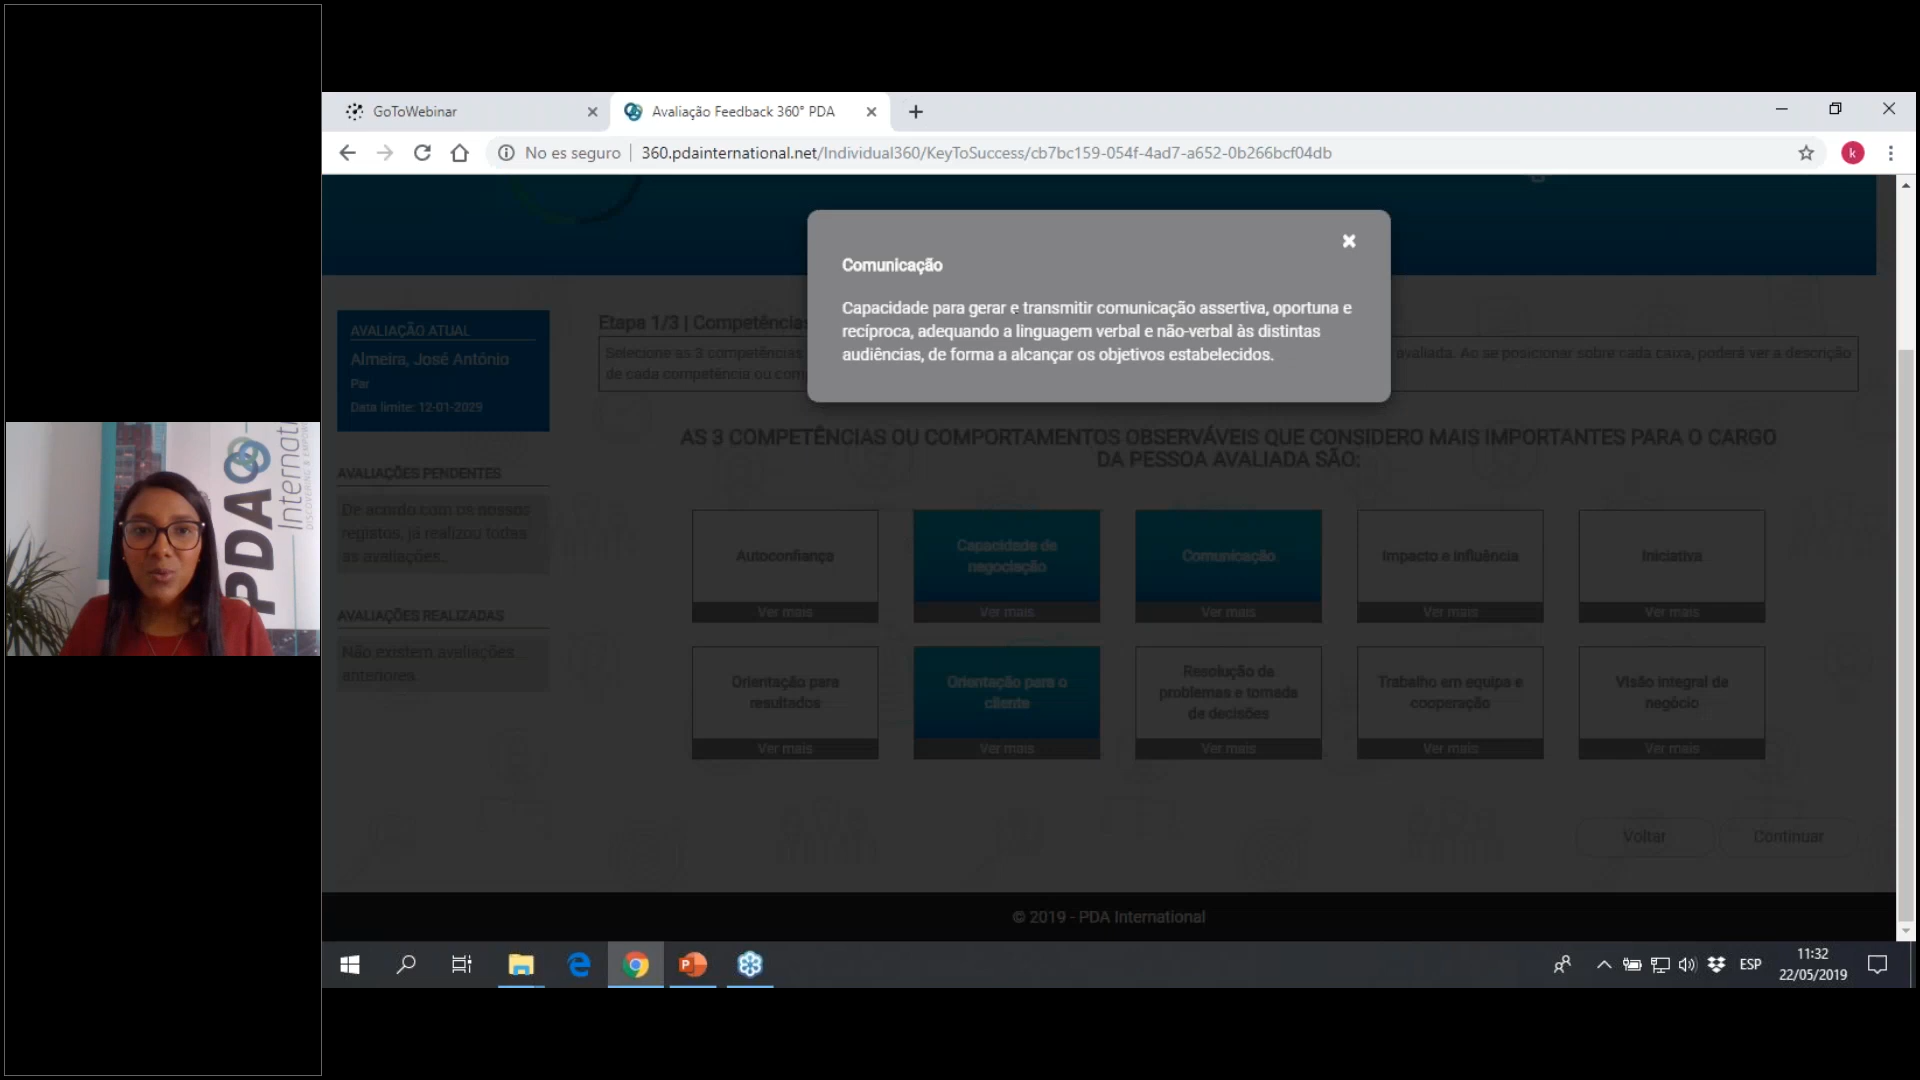 GoToWebinar
Avaliação Feedback 360° PDA
No es seguro
360.pdainternational.net/Individual360/KeyToSuccess/cb7bc159-054f-4ad7-a652-0b266bcf04db
k
Comunicação
Capacidade para gerar e transmitir comunicação assertiva, oportuna e
recíproca, adequando a linguagem verbal e não-verbal às distintas
audiências, de forma a alcançar os objetivos estabelecidos.
AVALIAÇÃO ATUAL
Almeira, José António
Par
Data limite: 12-01-2029
AVALIAÇÕES PENDENTES
De acordo com os nossos
registos, já realizou todas
as avaliações.
AVALIAÇÕES REALIZADAS
Não existem avaliações
anteriores.
Etapa 1/3 | Competências
Selecione as 3 competências
avaliada. Ao se posicionar sobre cada caixa, poderá ver a descrição
de cada competência ou
AS 3 COMPETÊNCIAS OU COMPORTAMENTOS OBSERVÁVEIS QUE CONSIDERO MAIS IMPORTANTES PARA O CARGO
DA PESSOA AVALIADA SÃO:
Autoconfiança
Ver mais
Capacidade de
negociação
Ver mais
Comunicação
Ver mais
Impacto e influência
Ver mais
Iniciativa
Ver mais
Orientação para
resultados
Ver mais
Orientação para o
cliente
Ver mais
Resolução de
problemas e tomada
de decisões
Ver mais
Trabalho em equipa e
cooperação
Ver mais
Visão integral de
negócio
Ver mais
Voltar
Continuar
© 2019 - PDA International
ESP
11:32
22/05/2019
PDA
Internati